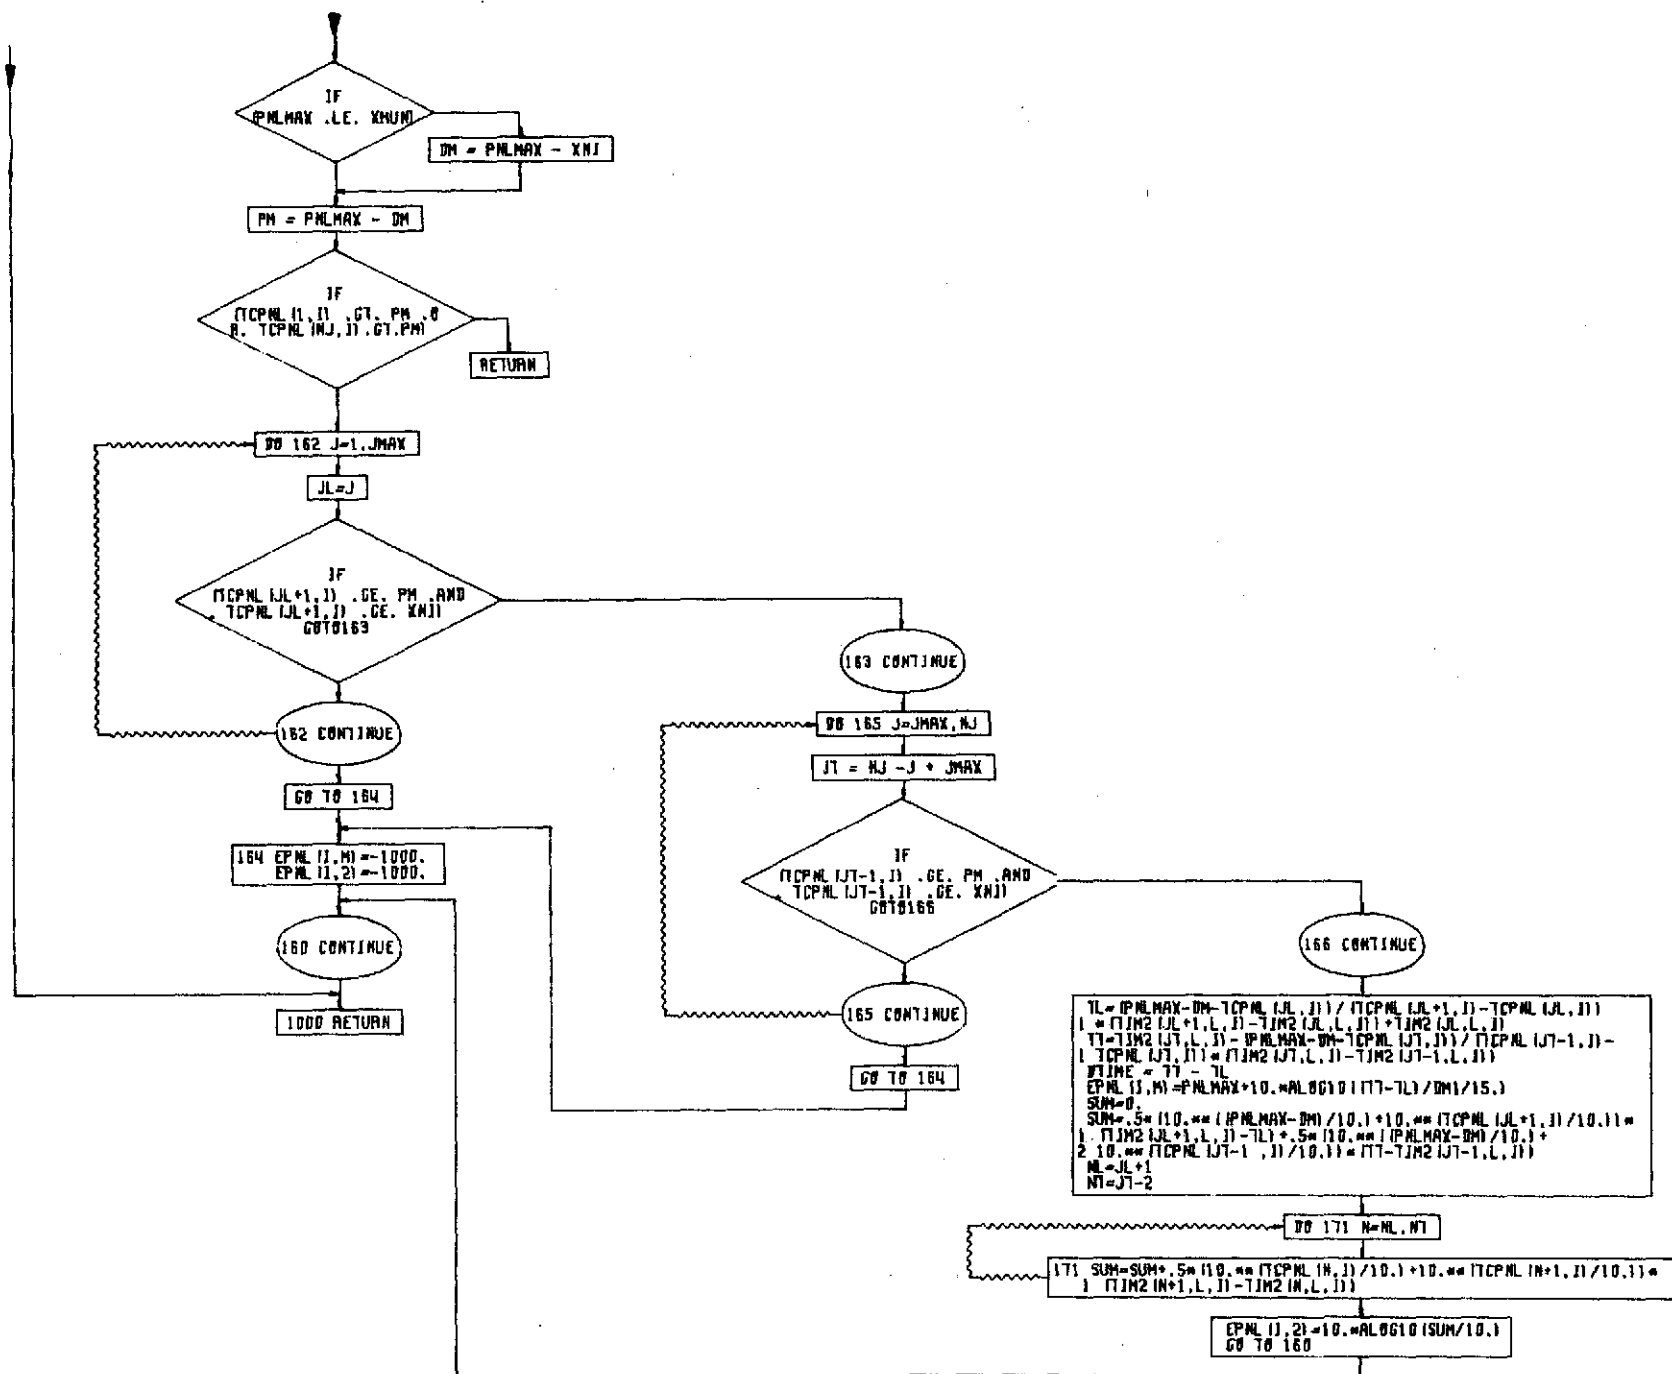 IF
(PNLMAX .LE. XMUN)
DM = PNLMAX - XNI
PM = PNLMAX - DM
IF
(TCPNL(1,I) .GT. PM .O
R. TCPNL(NJ,I).GT.PM)
RETURN
DO 162 J=1,JMAX
JL=J
IF
(TCPNL(JL+1,I) .GE. PM .AND
. TCPNL(JL+1,I) .GE. XNI)
GOTO163
163 CONTINUE
162 CONTINUE
DO 165 J=JMAX,NJ
JT = NJ -J + JMAX
GO TO 164
164 EPNL(I,M)=-1000.
EPNL(I,2)=-1000.
IF
(TCPNL(JT-1,I) .GE. PM .AND
. TCPNL(JT-1,I) .GE. XNI)
GOTO166
160 CONTINUE
166 CONTINUE
1000 RETURN
165 CONTINUE
GO TO 164
TL=(PNLMAX-DM-TCPNL(JL,I))/(TCPNL(JL+1,I)-TCPNL(JL,I))
1 *(TIM2(JL+1,L,I)-TIM2(JL,L,I))+TIM2(JL,L,I)
TT=TIM2(JT,L,I)-(PNLMAX-DM-TCPNL(JT,I))/(TCPNL(JT-1,I)-
1 TCPNL(JT,I))*(TIM2(JT,L,I)-TIM2(JT-1,L,I))
DTIME = TT - TL
EPNL(I,M)=PNLMAX+10.*ALOG10(((TT-TL)/DM)/15.)
SUM=0.
SUM=.5*(10.**((PNLMAX-DM)/10.)+10.**(TCPNL(JL+1,I)/10.))*
1 (TIM2(JL+1,L,I)-TL)+.5*(10.**((PNLMAX-DM)/10.)+
2 10.**(TCPNL(JT-1 ,I)/10.))*(TT-TIM2(JT-1,L,I))
NL=JL+1
NT=JT-2
DO 171 N=NL,NT
171 SUM=SUM+.5*(10.**(TCPNL(N,I)/10.)+10.**(TCPNL(N+1,I)/10.))*
1 (TIM2(N+1,L,I)-TIM2(N,L,I))
EPNL(I,2)=10.*ALOG10(SUM/10.)
GO TO 160